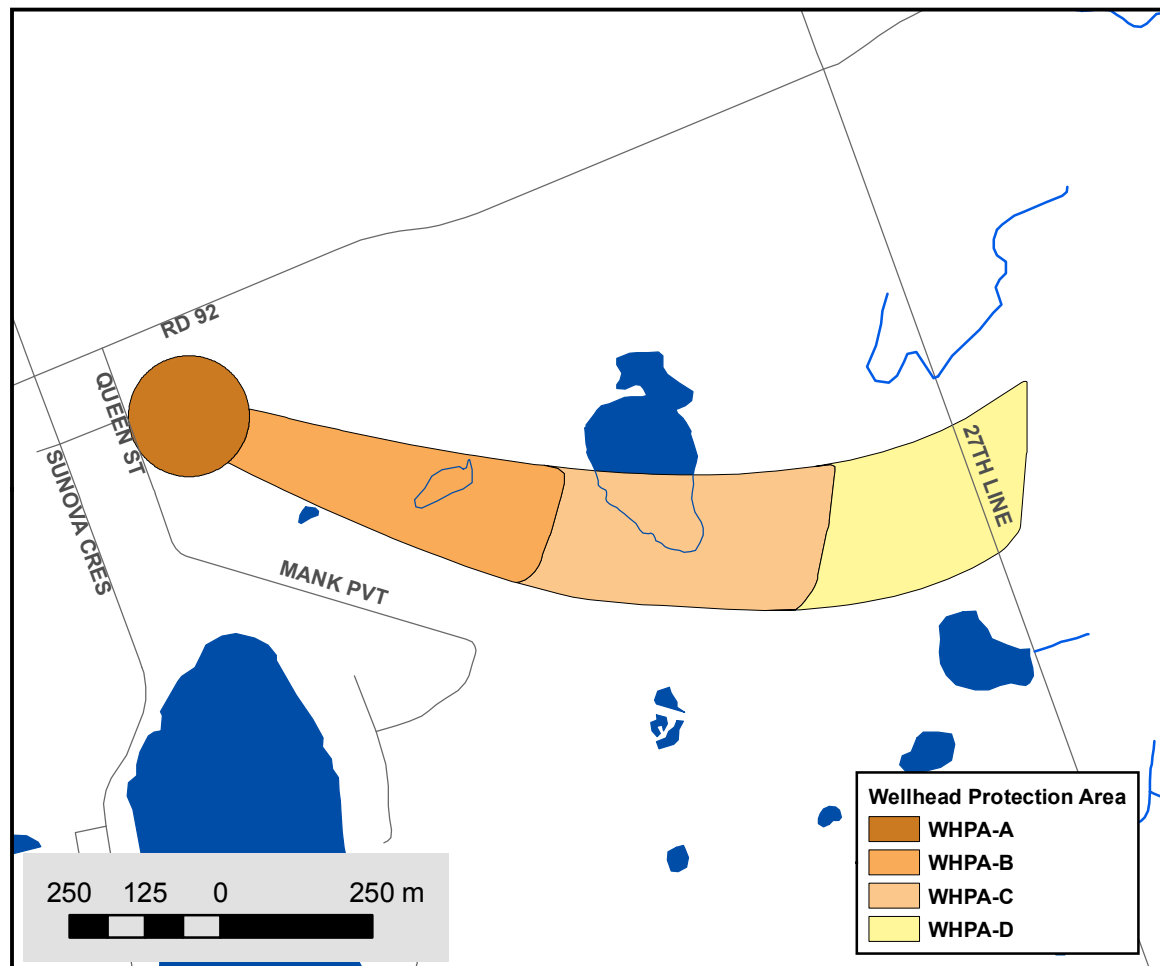 RD 92
QUEEN ST
SUNOVA CRES
MANK PVT
27TH LINE
Wellhead Protection Area
WHPA-A
WHPA-B
WHPA-C
WHPA-D
250 125 0 250 m